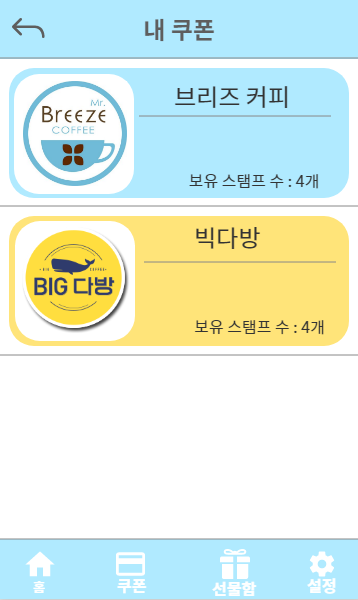 내 쿠폰
Mr.
BREEZE
COFFEE
브리즈 커피
보유 스탬프 수 : 4개
BIG 다방
빅다방
보유 스탬프 수 : 4개
홈
쿠폰
선물함
설정